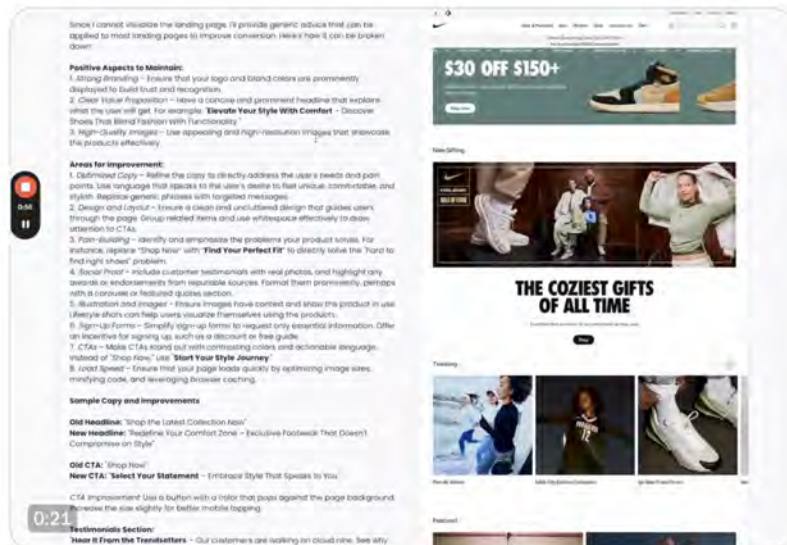 Since I cannot visualize the landing page, I'll provide generic advice that can be
applied to most landing pages to improve conversion. Here's how it can be broken
down:
Positive Aspects to Maintain:
1. Strong Branding – Ensure that your logo and brand colors are prominently
displayed to build trust and recognition.
2. Clear Value Proposition – Have a concise and prominent headline that explains
what the user will get. For example: "Elevate Your Style With Comfort – Discover
Shoes That Blend Fashion With Functionality."
3. High-Quality Images – Use appealing and high-resolution images that showcase
the products effectively.
Areas for Improvement:
1. Optimized Copy – Refine the copy to directly address the user's needs and pain
points. Use language that speaks to the user's desire to feel unique, comfortable, and
stylish. Replace generic phrases with targeted messages.
2. Design and Layout – Ensure a clean and uncluttered design that guides users
through the page. Group related items and use whitespace effectively to draw
attention to CTAs.
3. Pain-Building – Identify and emphasize the problems your product solves. For
instance, replace "Shop Now" with "Find Your Perfect Fit" to directly solve the "hard to
find right shoes" problem.
4. Social Proof – Include customer testimonials with real photos, and highlight any
awards or endorsements from reputable sources. Format them prominently, perhaps
with a carousel or featured quotes section.
5. Illustration and Images – Ensure images have context and show the product in use.
Lifestyle shots can help users visualize themselves using the products.
6. Sign-Up Forms – Simplify sign-up forms to request only essential information. Offer
an incentive for signing up, such as a discount or free guide.
7. CTAs – Make CTAs stand out with contrasting colors and actionable language.
Instead of "Shop Now," use "Start Your Style Journey."
8. Load Speed – Ensure that your page loads quickly by optimizing image sizes,
minifying code, and leveraging browser caching.
Sample Copy and Improvements
Old Headline: "Shop the Latest Collection Now"
New Headline: "Redefine Your Comfort Zone – Exclusive Footwear That Doesn't
Compromise on Style"
Old CTA: "Shop Now"
New CTA: "Select Your Statement – Embrace Style That Speaks to You
CTA Improvement: Use a button with a color that pops against the page background.
Increase the size slightly for better mobile tapping.
Testimonials Section:
"Hear It From the Trendsetters – Our customers are walking on cloud nine. See why
0:50
0:21
$30 OFF $150+
New Gifting
THE COZIEST GIFTS
OF ALL TIME
Shop
Trending
Featured